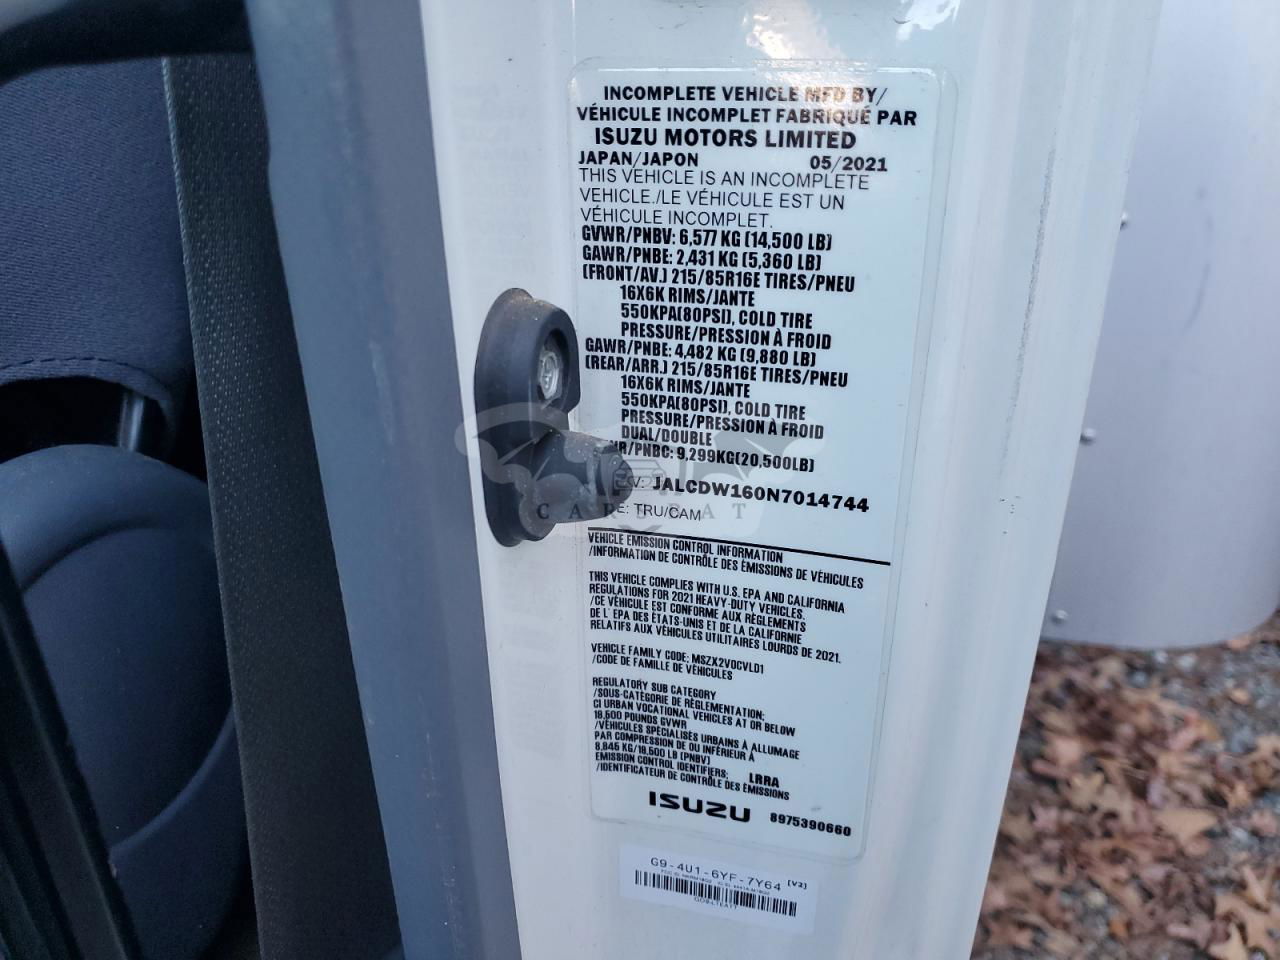 INCOMPLETE VEHICLE MFD BY/
VÉHICULE INCOMPLET FABRIQUÉ PAR
ISUZU MOTORS LIMITED
JAPAN/JAPON 05/2021
THIS VEHICLE IS AN INCOMPLETE
VEHICLE./LE VÉHICULE EST UN
VÉHICULE INCOMPLET.
GVWR/PNBV: 6,577 KG (14,500 LB)
GAWR/PNBE: 2,431 KG (5,360 LB)
(FRONT/AV.) 215/85R16E TIRES/PNEU
16X6K RIMS/JANTE
550KPA(80PSI), COLD TIRE
PRESSURE/PRESSION À FROID
GAWR/PNBE: 4,482 KG (9,880 LB)
(REAR/ARR.) 215/85R16E TIRES/PNEU
16X6K RIMS/JANTE
550KPA(80PSI), COLD TIRE
PRESSURE/PRESSION À FROID
DUAL/DOUBLE
R/PNBC: 9,299KG(20,500LB)
V: JALCDW160N7014744
E: TRU/CAM
CARSBAT
VEHICLE EMISSION CONTROL INFORMATION
/INFORMATION DE CONTRÔLE DES ÉMISSIONS DE VÉHICULES
THIS VEHICLE COMPLIES WITH U.S. EPA AND CALIFORNIA
REGULATIONS FOR 2021 HEAVY-DUTY VEHICLES.
/CE VÉHICULE EST CONFORME AUX RÈGLEMENTS
DE L' EPA DES ÉTATS-UNIS ET DE LA CALIFORNIE
RELATIFS AUX VÉHICULES UTILITAIRES LOURDS DE 2021.
VEHICLE FAMILY CODE: MSZX2VOCVLD1
/CODE DE FAMILLE DE VÉHICULES
REGULATORY SUB CATEGORY
/SOUS-CATÉGORIE DE RÉGLEMENTATION:
CI URBAN VOCATIONAL VEHICLES AT OR BELOW
19,500 POUNDS GVWR
/VÉHICULES SPÉCIALISÉS URBAINS À ALLUMAGE
PAR COMPRESSION DE OU INFÉRIEUR À
8,845 KG/19,500 LB (PNBV)
EMISSION CONTROL IDENTIFIERS: LRRA
/IDENTIFICATEUR DE CONTRÔLE DES ÉMISSIONS
ISUZU 8975390660
G9-4U1-6YF-7Y64 (V2)